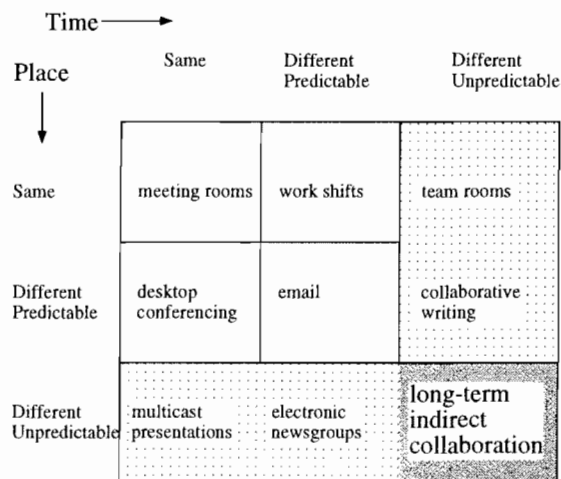 Time
Same
Different
Predictable
Different
Unpredictable
Place
Same
meeting rooms
work shifts
team rooms
Different
Predictable
desktop
conferencing
email
collaborative
writing
Different
Unpredictable
multicast
presentations
electronic
newsgroups
long-term
indirect
collaboration